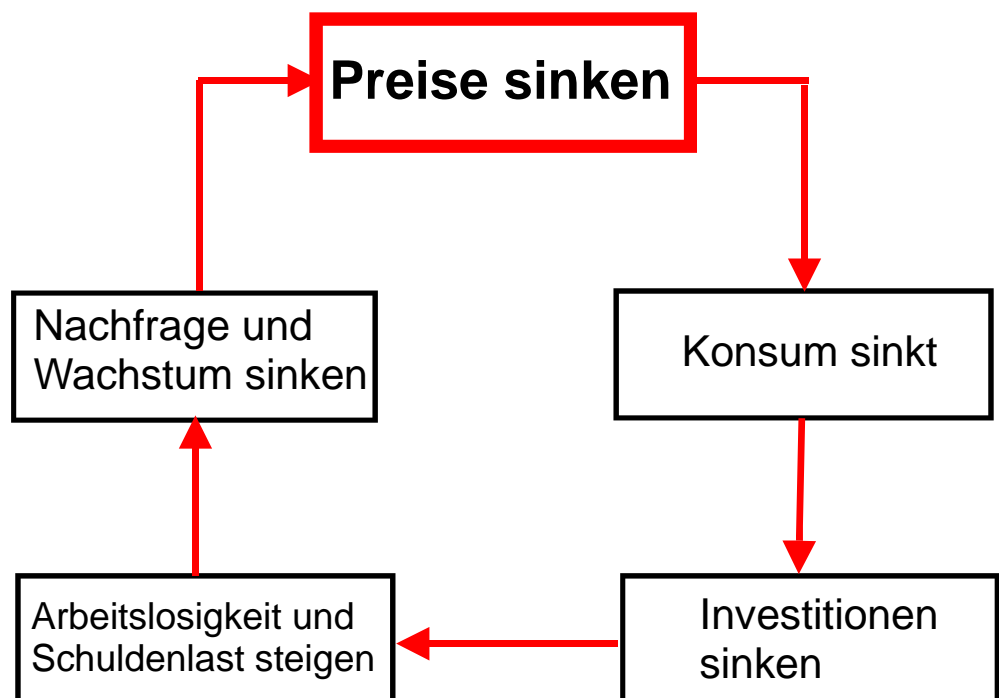 Preise sinken
Konsum sinkt
Investitionen
sinken
Arbeitslosigkeit und
Schuldenlast steigen
Nachfrage und
Wachstum sinken